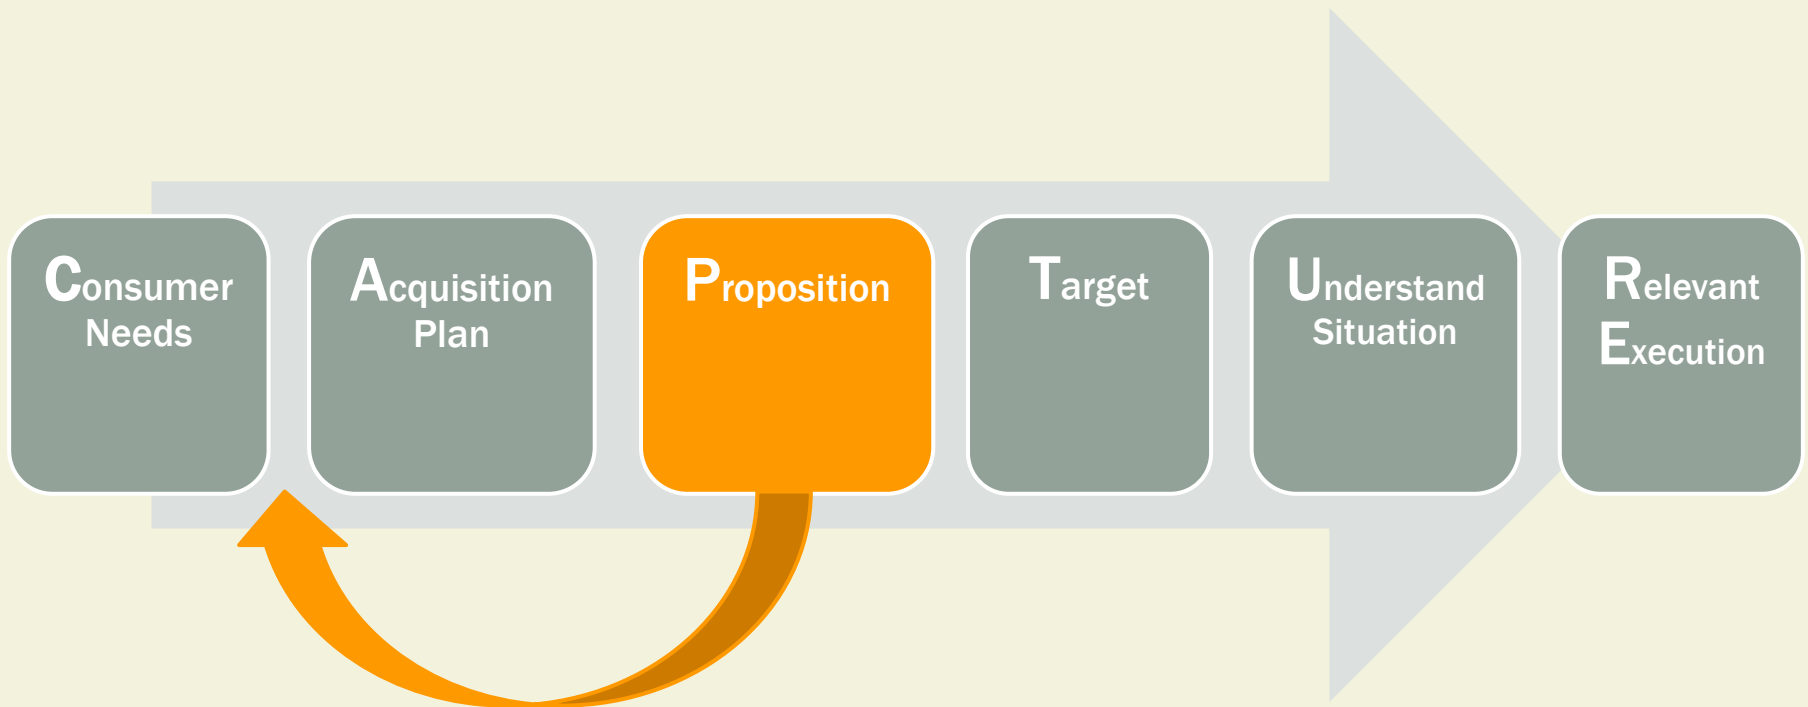 Consumer
Needs
Acquisition
Plan
Proposition
Target
Understand
Situation
Relevant
Execution